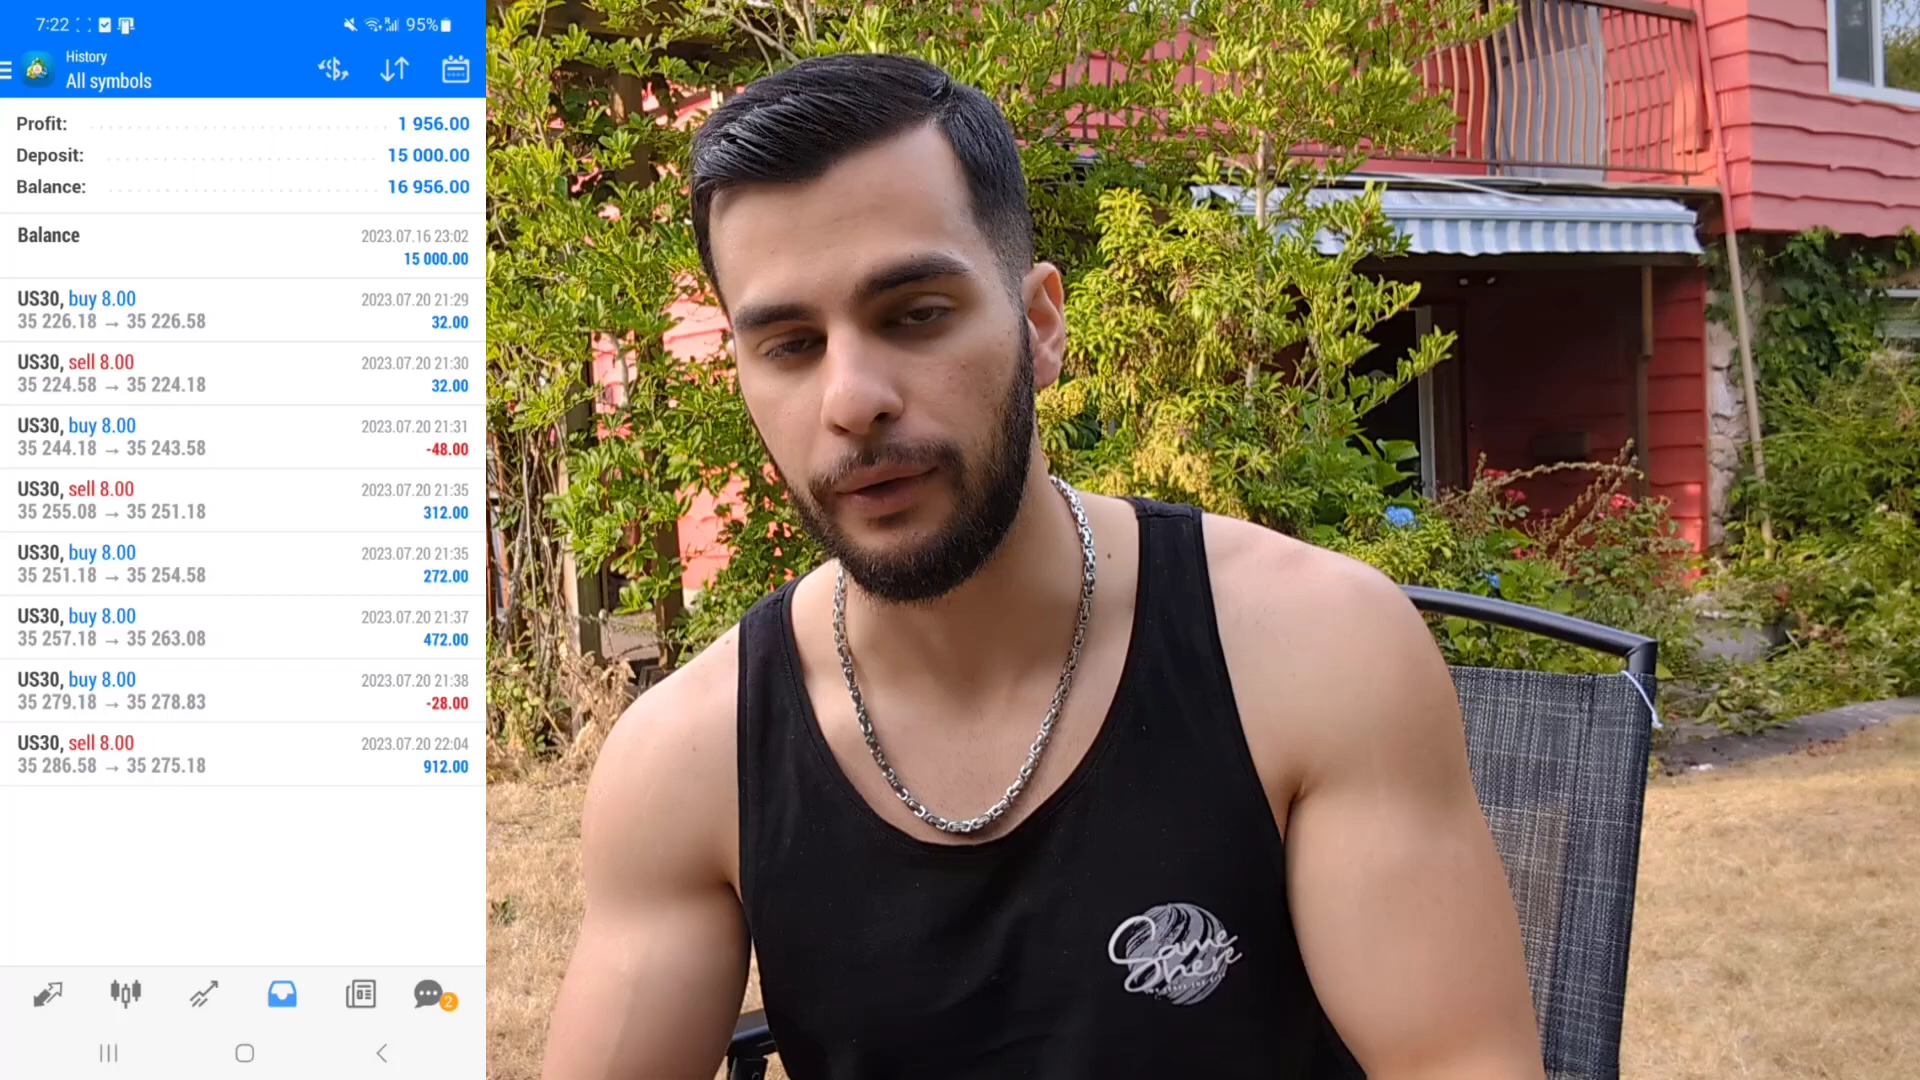 7:22 95%
History
All symbols
Profit: 1 956.00
Deposit: 15 000.00
Balance: 16 956.00
Balance 2023.07.16 23:02
15 000.00
US30, buy 8.00 2023.07.20 21:29
35 226.18 → 35 226.58 32.00
US30, sell 8.00 2023.07.20 21:30
35 224.58 → 35 224.18 32.00
US30, buy 8.00 2023.07.20 21:31
35 244.18 → 35 243.58 -48.00
US30, sell 8.00 2023.07.20 21:35
35 255.08 → 35 251.18 312.00
US30, buy 8.00 2023.07.20 21:35
35 251.18 → 35 254.58 272.00
US30, buy 8.00 2023.07.20 21:37
35 257.18 → 35 263.08 472.00
US30, buy 8.00 2023.07.20 21:38
35 279.18 → 35 278.83 -28.00
US30, sell 8.00 2023.07.20 22:04
35 286.58 → 35 275.18 912.00
2
Same
Shere